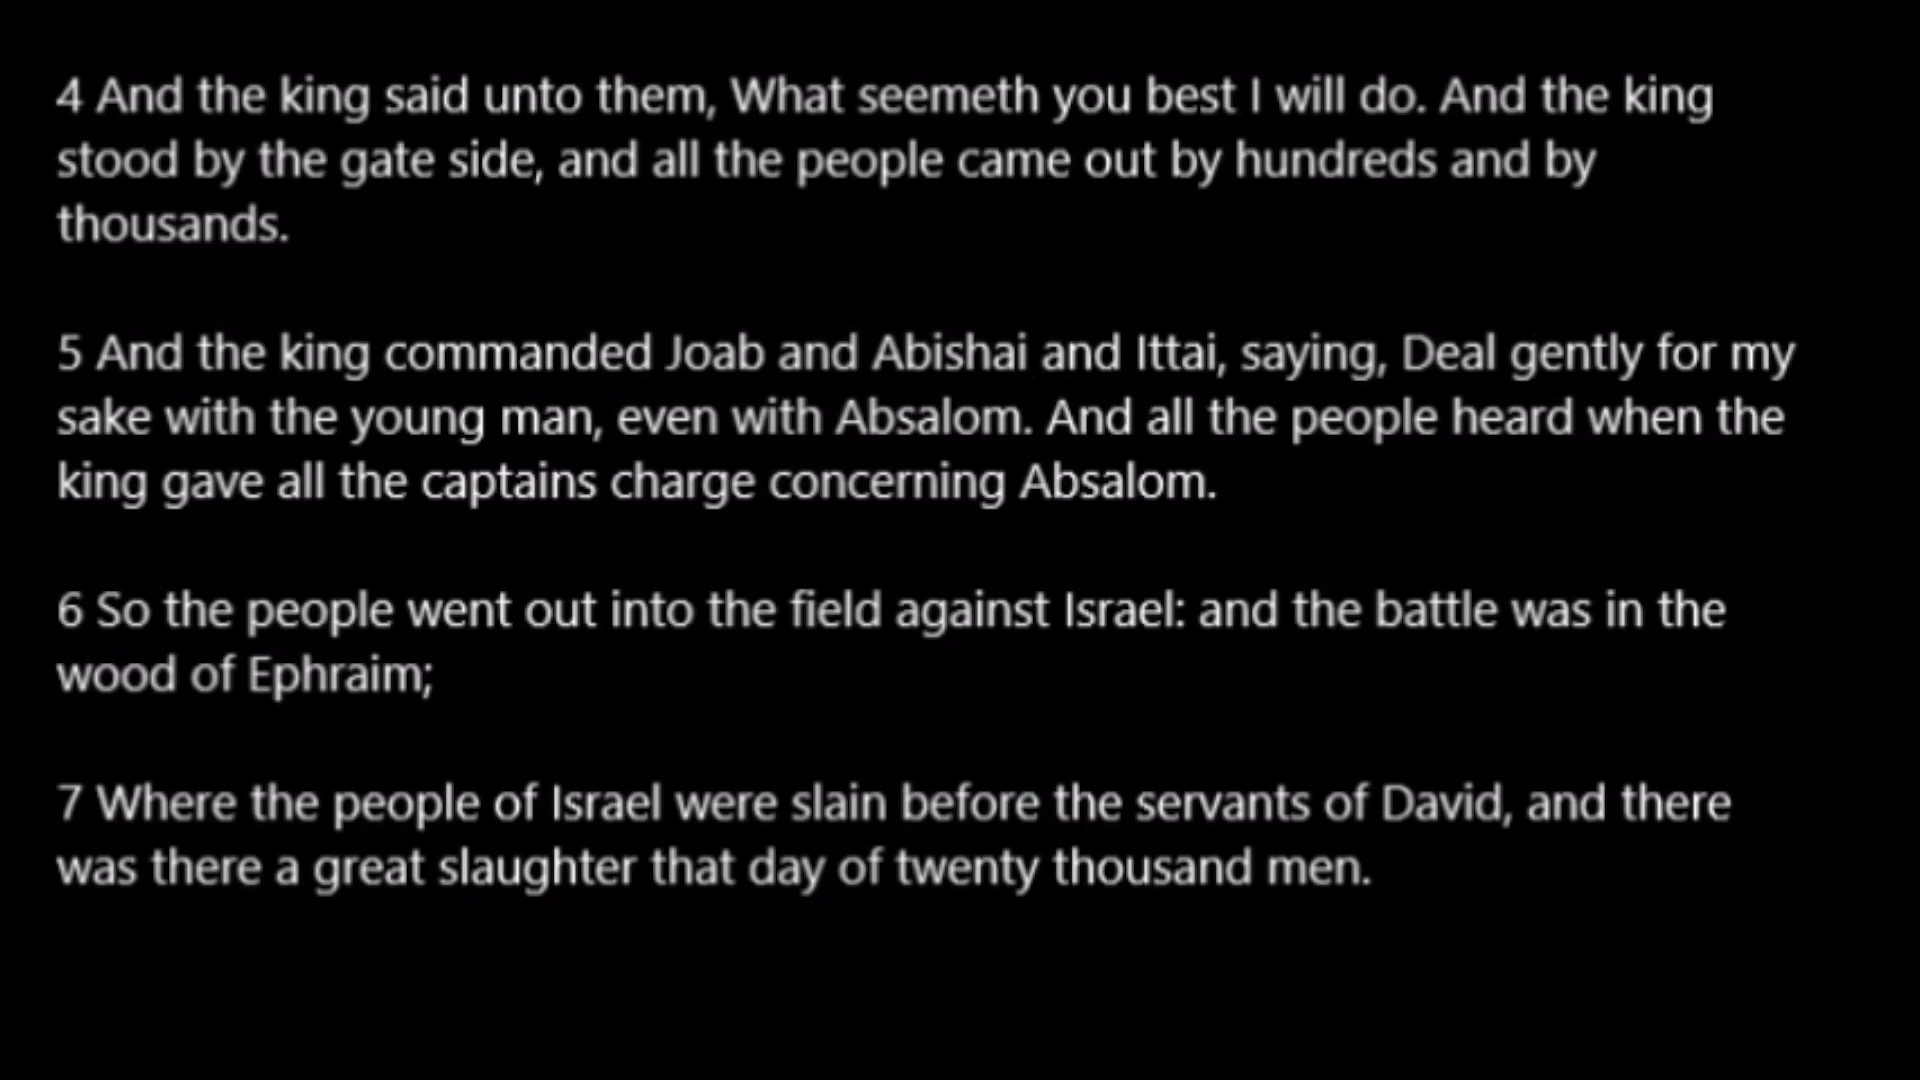 4 And the king said unto them, What seemeth you best I will do. And the king
stood by the gate side, and all the people came out by hundreds and by
thousands.
5 And the king commanded Joab and Abishai and Ittai, saying, Deal gently for my
sake with the young man, even with Absalom. And all the people heard when the
king gave all the captains charge concerning Absalom.
6 So the people went out into the field against Israel: and the battle was in the
wood of Ephraim;
7 Where the people of Israel were slain before the servants of David, and there
was there a great slaughter that day of twenty thousand men.